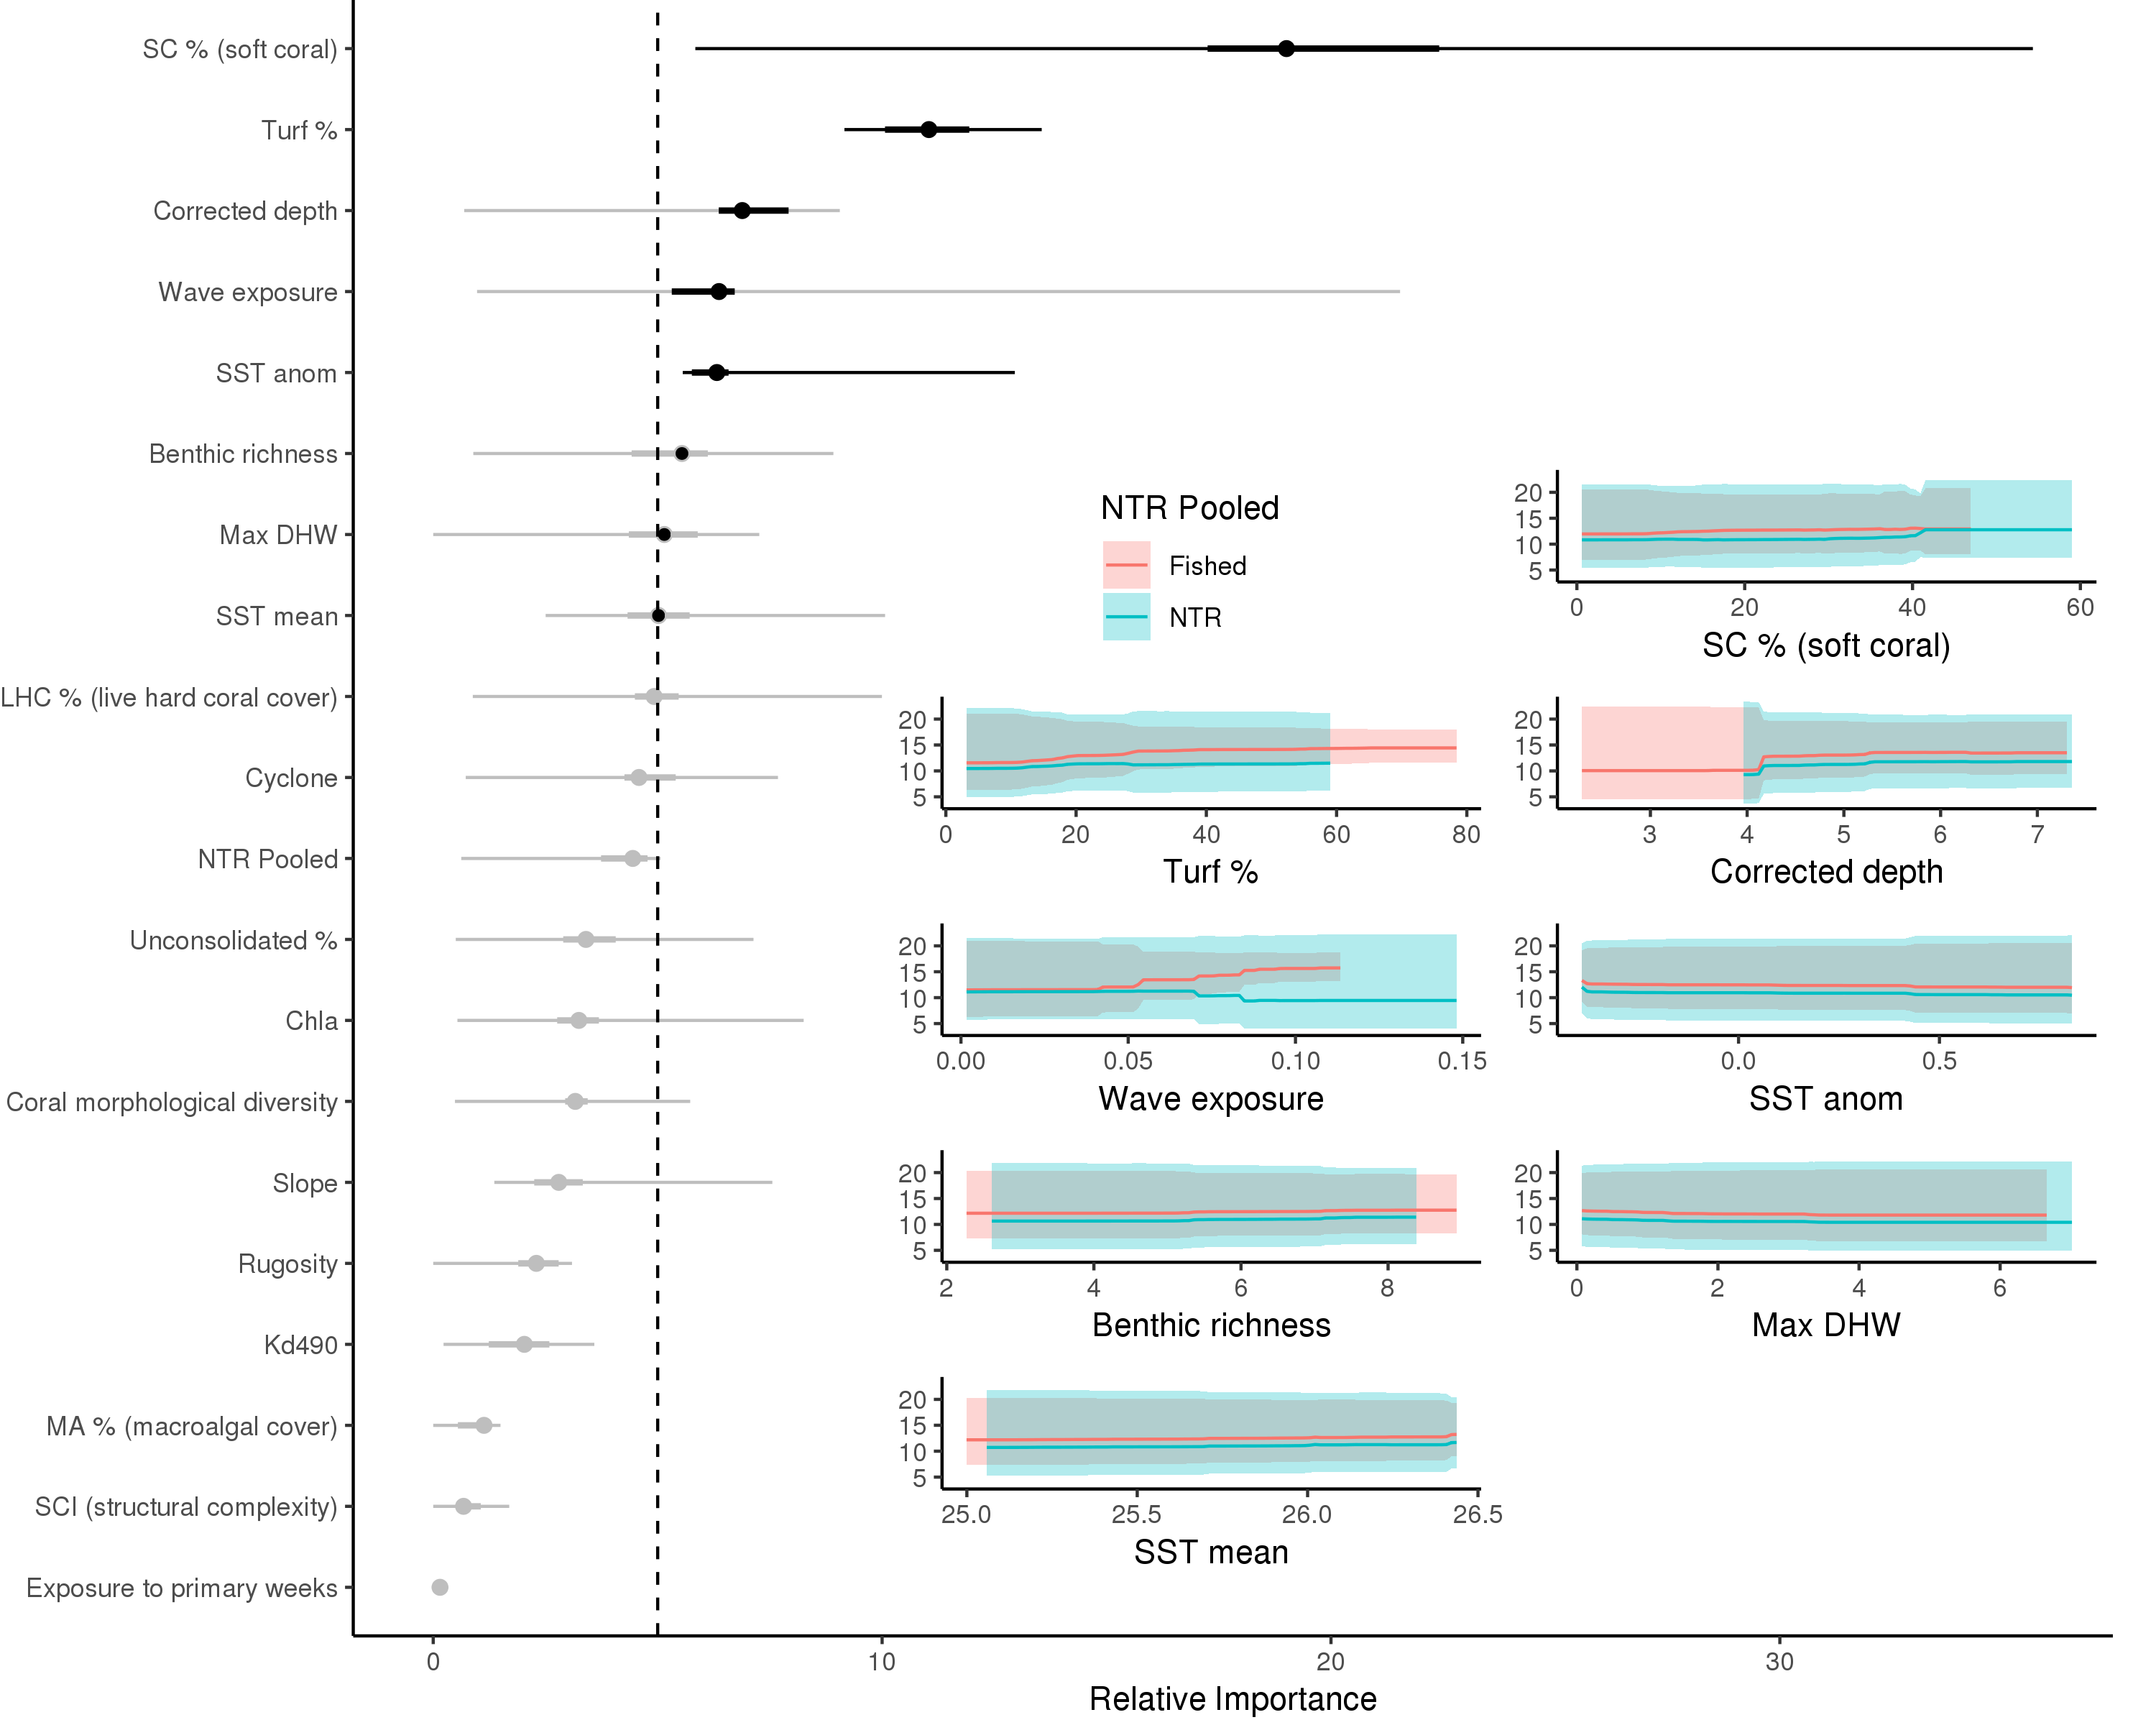 SC % (soft coral)
Turf %
Corrected depth
Wave exposure
SST anom
Benthic richness
Max DHW
SST mean
LHC % (live hard coral cover)
Cyclone
NTR Pooled
Unconsolidated %
Chla
Coral morphological diversity
Slope
Rugosity
Kd490
MA % (macroalgal cover)
SCI (structural complexity)
Exposure to primary weeks
0 10 20 30
Relative Importance
NTR Pooled
Fished
NTR
20
15
10
5
0 20 40 60
SC % (soft coral)
20
15
10
5
0 20 40 60 80
Turf %
20
15
10
5
3 4 5 6 7
Corrected depth
20
15
10
5
0.00 0.05 0.10 0.15
Wave exposure
20
15
10
5
0.0 0.5
SST anom
20
15
10
5
2 4 6 8
Benthic richness
20
15
10
5
0 2 4 6
Max DHW
20
15
10
5
25.0 25.5 26.0 26.5
SST mean